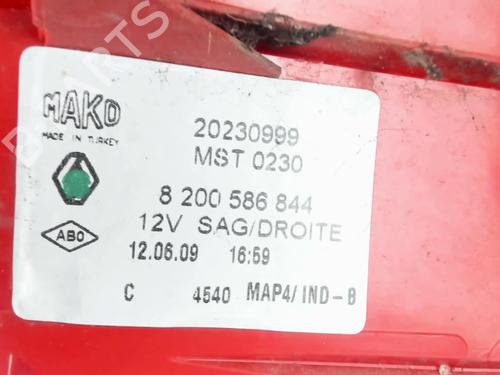 MAKO
MADE IN TURKEY
20230999
MST 0230
8 200 586 844
ABO
12V SAG/DROITE
12.06.09 16:59
C 4540 MAP4/IND-B